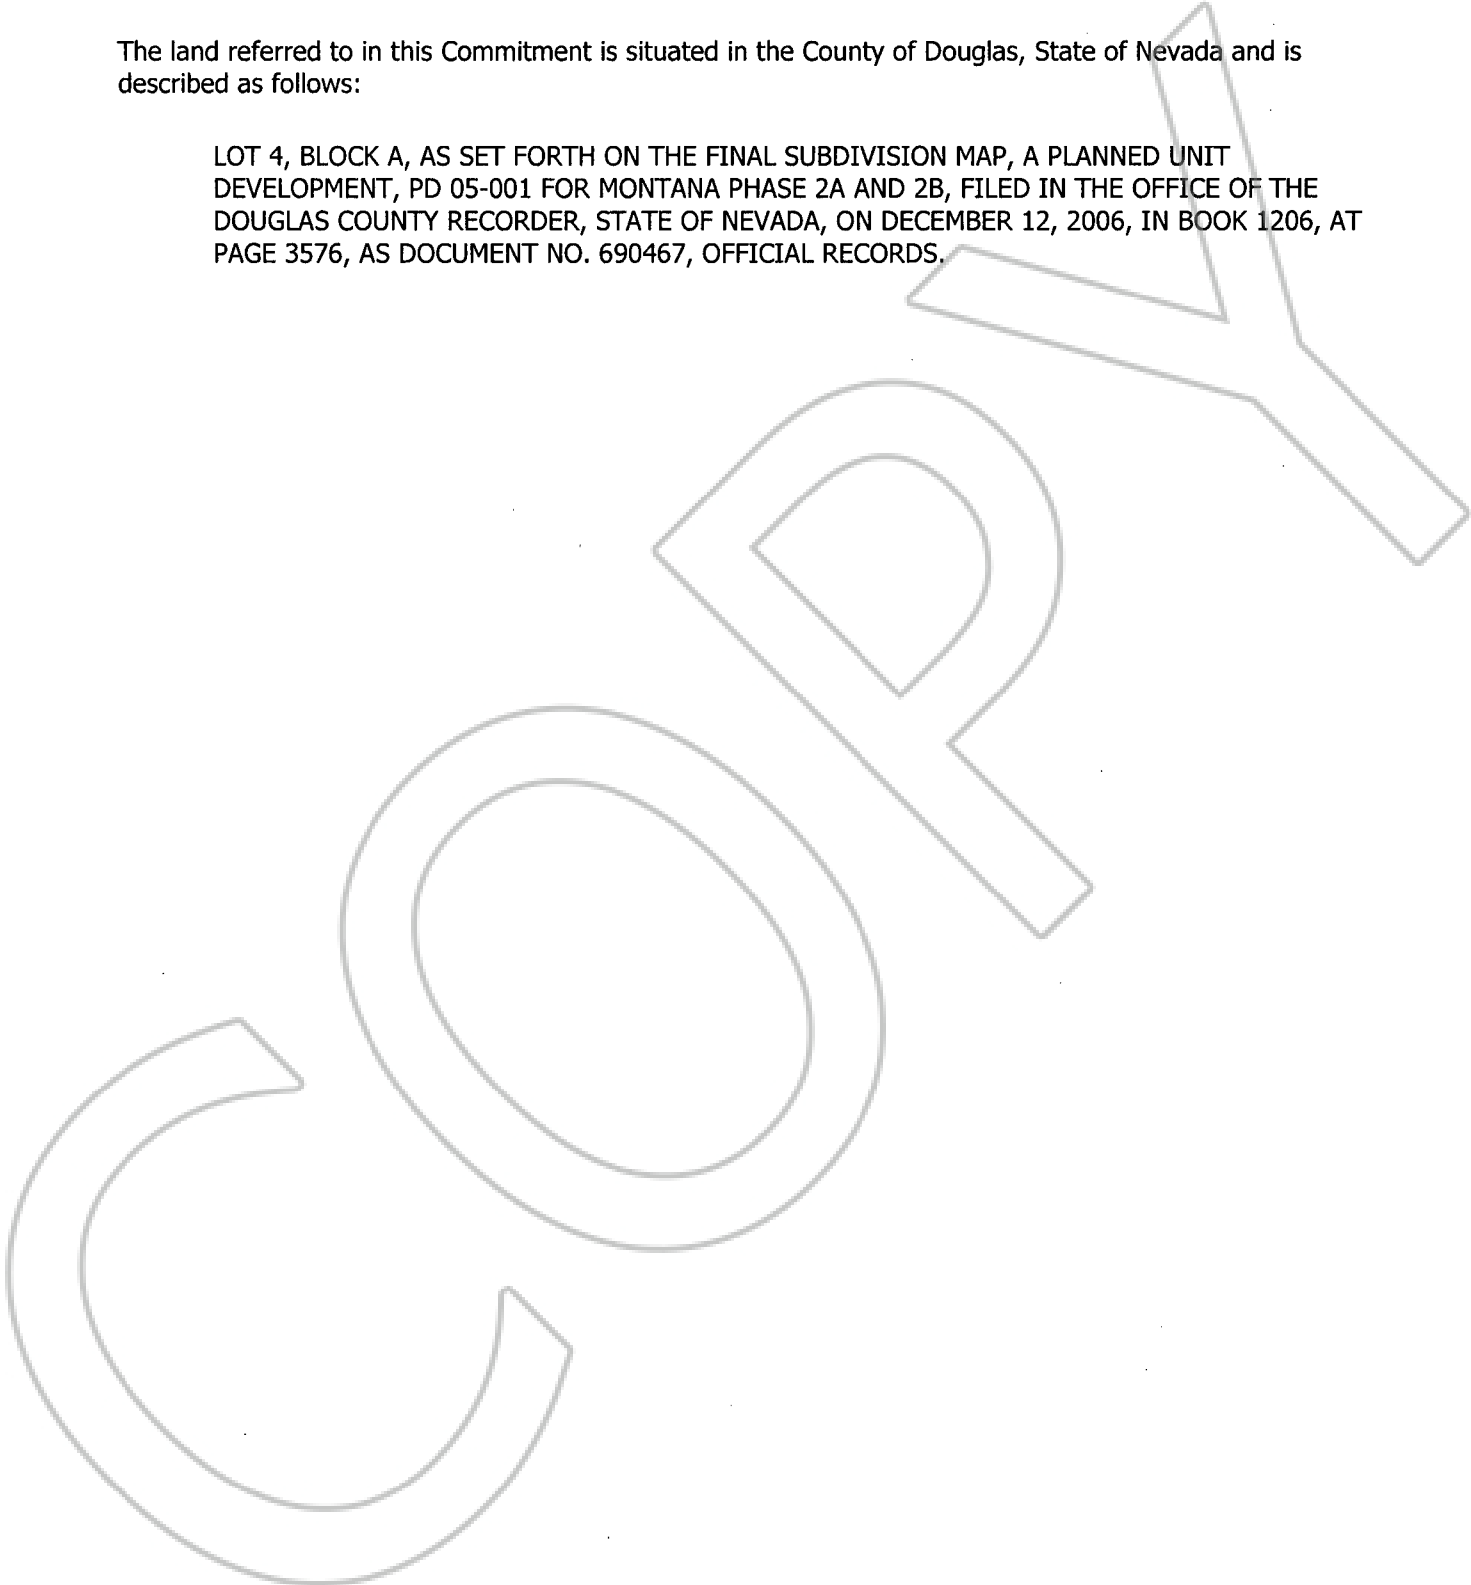 The land referred to in this Commitment is situated in the County of Douglas, State of Nevada and is
described as follows:
LOT 4, BLOCK A, AS SET FORTH ON THE FINAL SUBDIVISION MAP, A PLANNED UNIT
DEVELOPMENT, PD 05-001 FOR MONTANA PHASE 2A AND 2B, FILED IN THE OFFICE OF THE
DOUGLAS COUNTY RECORDER, STATE OF NEVADA, ON DECEMBER 12, 2006, IN BOOK 1206, AT
PAGE 3576, AS DOCUMENT NO. 690467, OFFICIAL RECORDS.
COPY